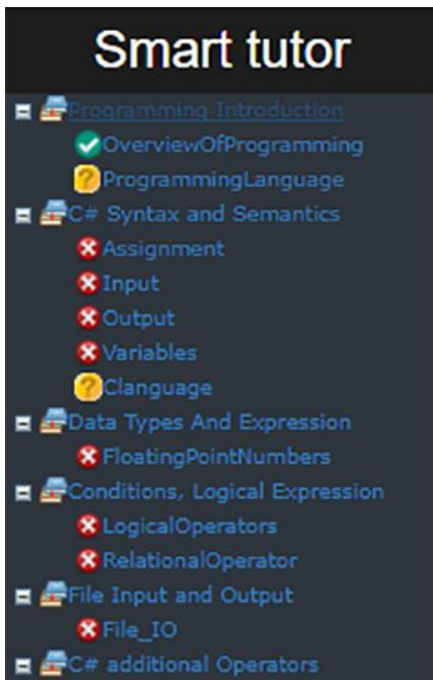 Smart tutor
Programming Introduction
OverviewOfProgramming
ProgrammingLanguage
C# Syntax and Semantics
Assignment
Input
Output
Variables
Clanguage
Data Types And Expression
FloatingPointNumbers
Conditions, Logical Expression
LogicalOperators
RelationalOperator
File Input and Output
File_IO
C# additional Operators